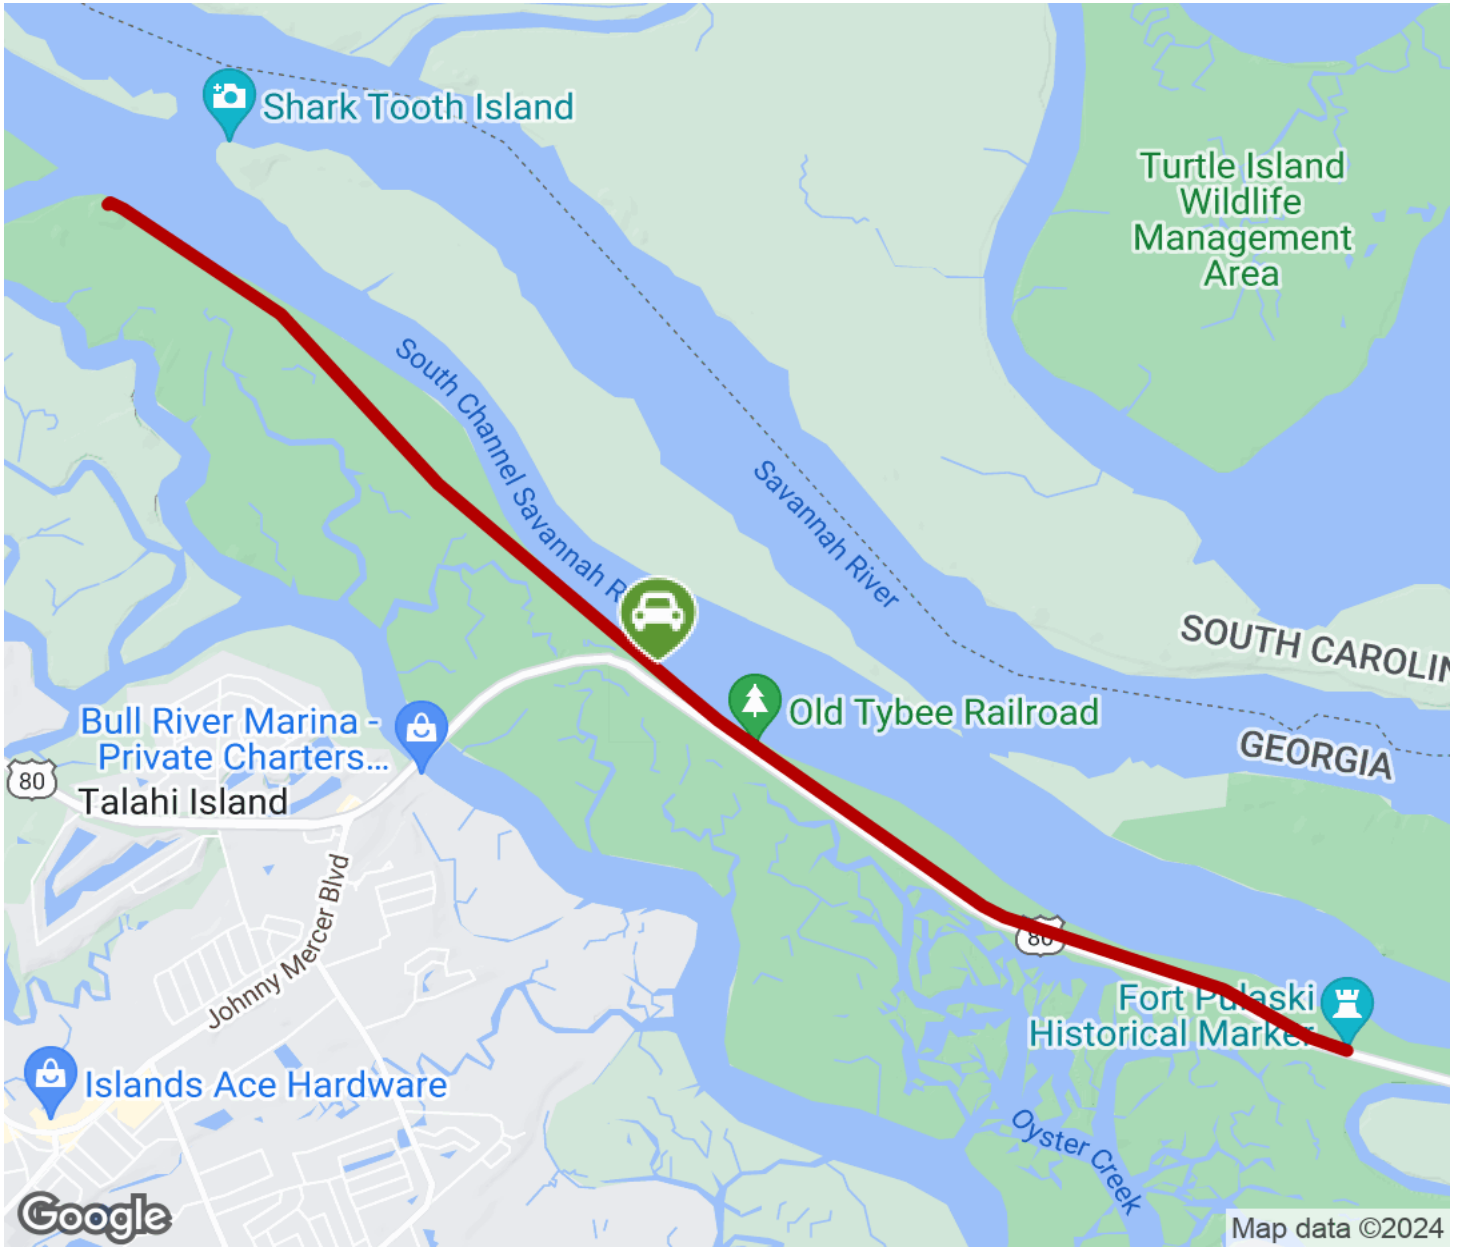 Shark Tooth Island
Turtle Island
Wildlife
Management
Area
South Channel Savannah R
Savannah River
SOUTH CAROLIN
GEORGIA
Old Tybee Railroad
Bull River Marina -
Private Charters...
80
Talahi Island
Johnny Mercer Blvd
80
Fort Pulaski
Historical Marker
Islands Ace Hardware
Oyster Creek
Google
Map data ©2024